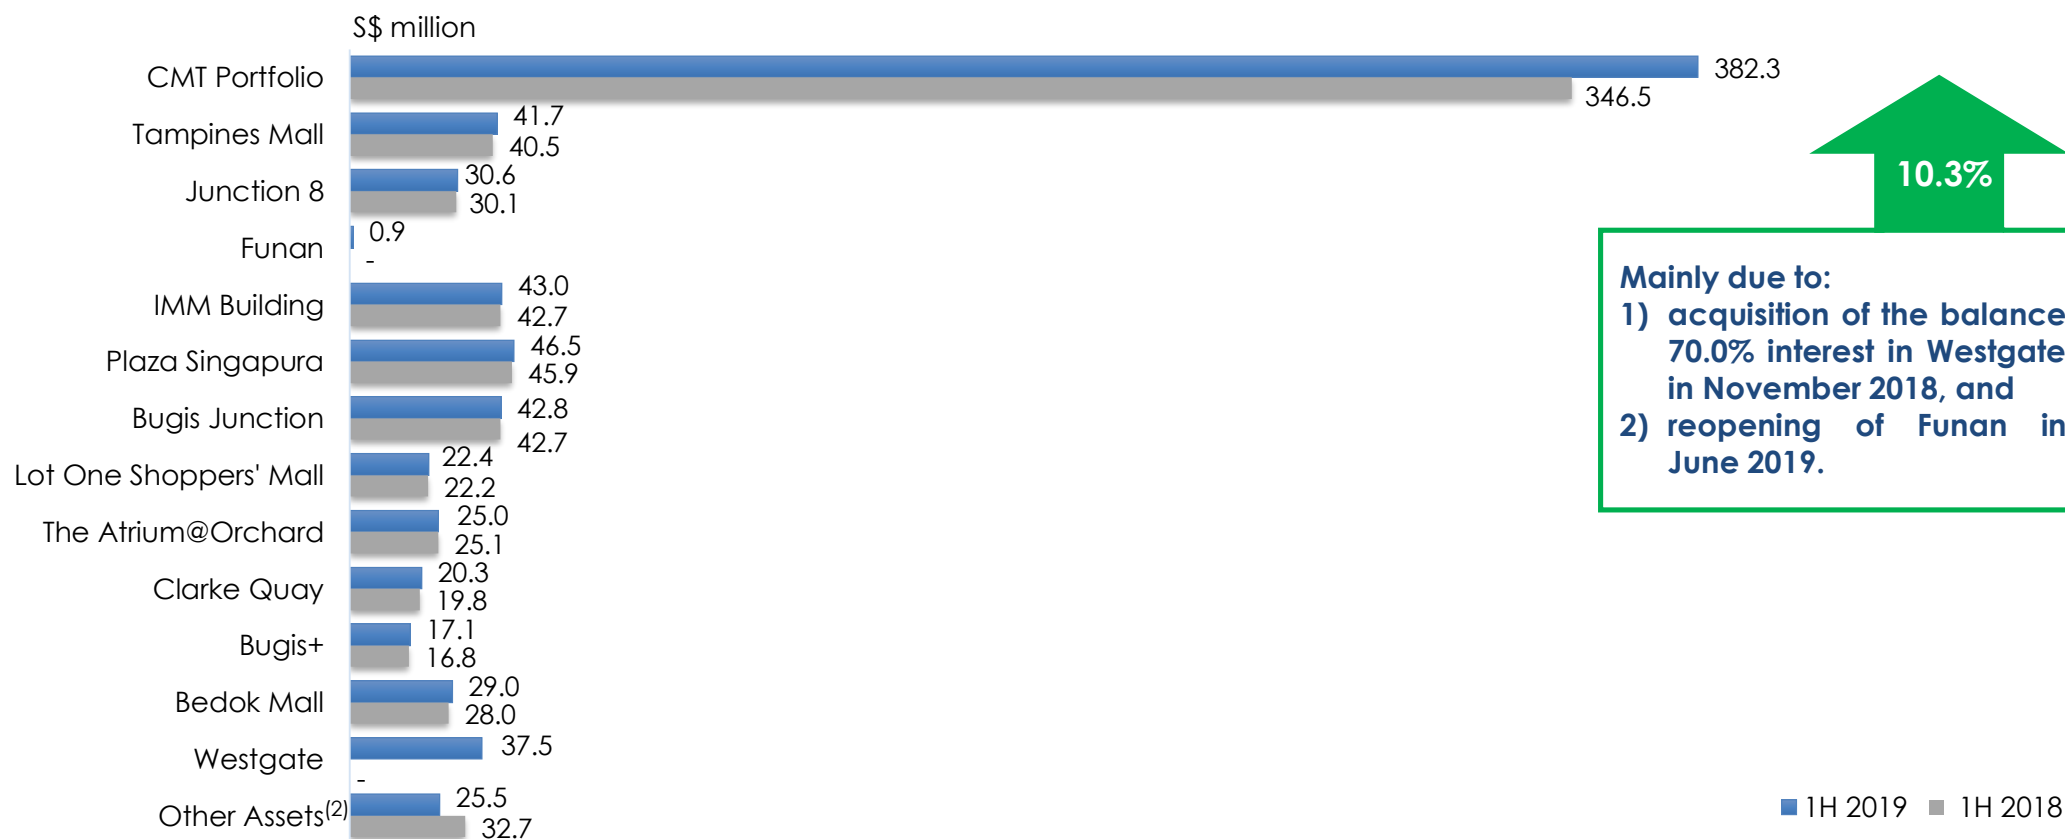 S$ million
CMT Portfolio
382.3
346.5
Tampines Mall
41.7
40.5
Junction 8
30.6
30.1
Funan
0.9
-
IMM Building
43.0
42.7
Plaza Singapura
46.5
45.9
Bugis Junction
42.8
42.7
Lot One Shoppers' Mall
22.4
22.2
The Atrium@Orchard
25.0
25.1
Clarke Quay
20.3
19.8
Bugis+
17.1
16.8
Bedok Mall
29.0
28.0
Westgate
37.5
-
Other Assets(2)
25.5
32.7
10.3%
Mainly due to:
1) acquisition of the balance
70.0% interest in Westgate
in November 2018, and
2) reopening of Funan in
June 2019.
1H 2019 1H 2018